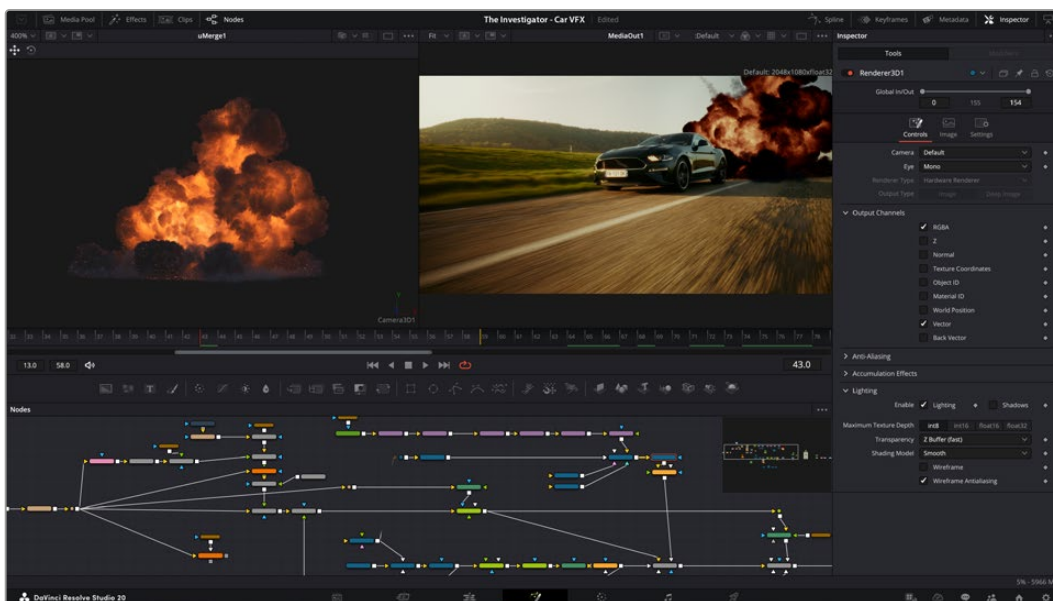 Media Pool Effects Clips Nodes The Investigator - Car VFX Edited Spline Keyframes Metadata Inspector
400% uMerge1 Fit MediaOut1 Default Inspector
Tools Modifiers
Default: 2048x1080xfloat32
Renderer3D1
Global In/Out 0 155 154
Controls Image Settings
Camera Default
Eye Mono
Renderer Type Hardware Renderer
Output Type Image Deep Image
Output Channels
RGBA
Z
Normal
Texture Coordinates
Object ID
Material ID
World Position
Vector
Back Vector
Camera3D1
Anti-Aliasing
Accumulation Effects
Lighting
Enable Lighting Shadows
Maximum Texture Depth int8 int16 float16 float32
Transparency Z Buffer (fast)
Shading Model Smooth
Wireframe
Wireframe Antialiasing
13.0 58.0 43.0
Nodes
5% - 5966 M
DaVinci Resolve Studio 20